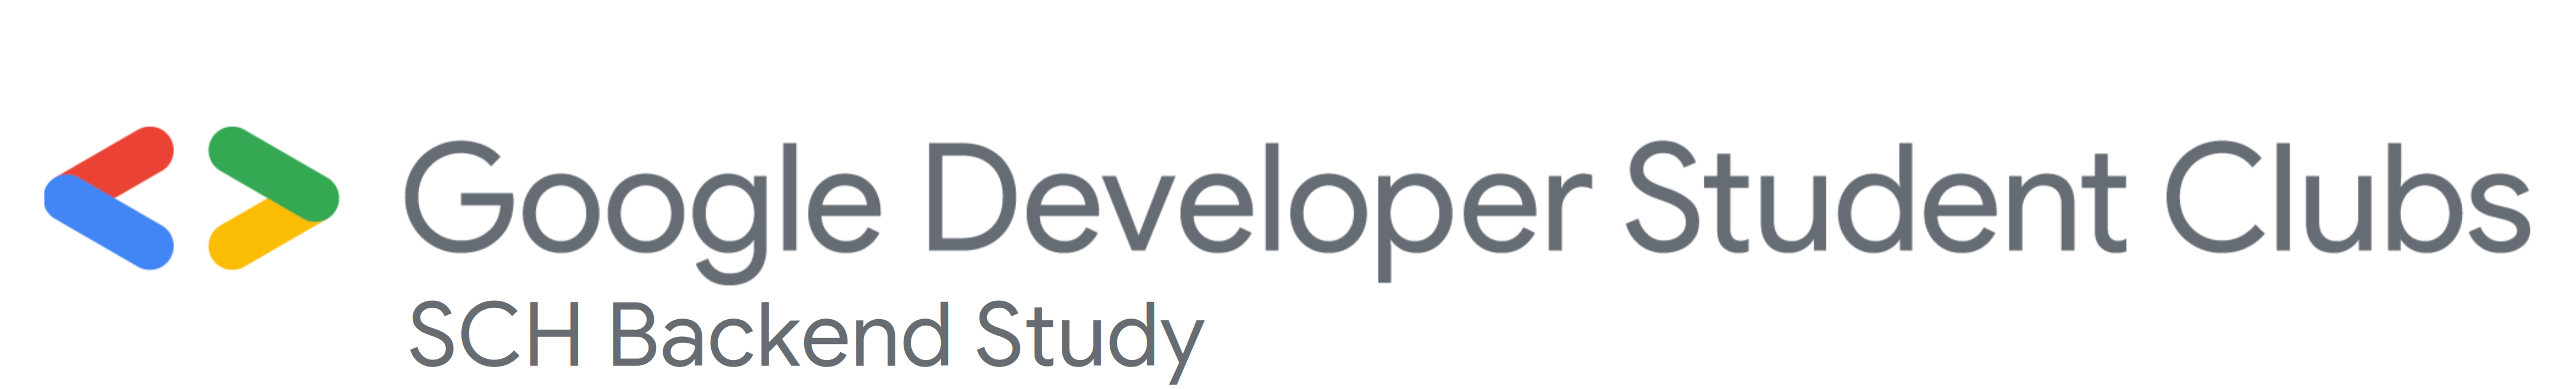 Google Developer Student Clubs
SCH Backend Study